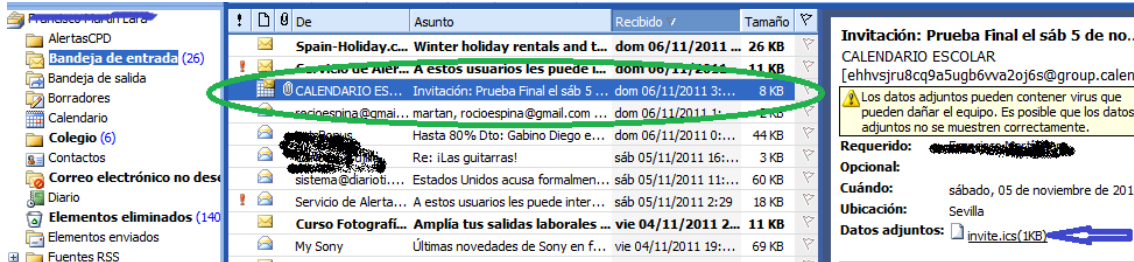 AlertasCPD
Bandeja de entrada (26)
Bandeja de salida
Borradores
Calendario
Colegio (6)
Contactos
Correo electrónico no dese
Diario
Elementos eliminados (140
Elementos enviados
Fuentes RSS
! De Asunto Recibido Tamaño
Spain-Holiday.c... Winter holiday rentals and t... dom 06/11/2011 ... 26 KB
! Servicio de Aler... A estos usuarios les puede i... dom 06/11/2011 11 KB
CALENDARIO ES... Invitación: Prueba Final el sáb 5 ... dom 06/11/2011 3:... 8 KB
rocioespina@gmai... martan, rocioespina@gmail.com ... dom 06/11/2011 1:... 2 KB
Hasta 80% Dto: Gabino Diego e... dom 06/11/2011 0:... 44 KB
Re: ¡Las guitarras! sáb 05/11/2011 16:... 3 KB
sistema@diarioti.... Estados Unidos acusa formalmen... sáb 05/11/2011 11:... 60 KB
! Servicio de Alerta... A estos usuarios les puede inter... sáb 05/11/2011 2:29 18 KB
Curso Fotografí... Amplía tus salidas laborales ... vie 04/11/2011 2... 11 KB
My Sony Últimas novedades de Sony en f... vie 04/11/2011 19:... 69 KB
Invitación: Prueba Final el sáb 5 de no...
CALENDARIO ESCOLAR
[ehhvsjru8cq9a5ugb6vva2oj6s@group.calen
Los datos adjuntos pueden contener virus que
pueden dañar el equipo. Es posible que los datos
adjuntos no se muestren correctamente.
Requerido:
Opcional:
Cuándo: sábado, 05 de noviembre de 201
Ubicación: Sevilla
Datos adjuntos: invite.ics(1KB)